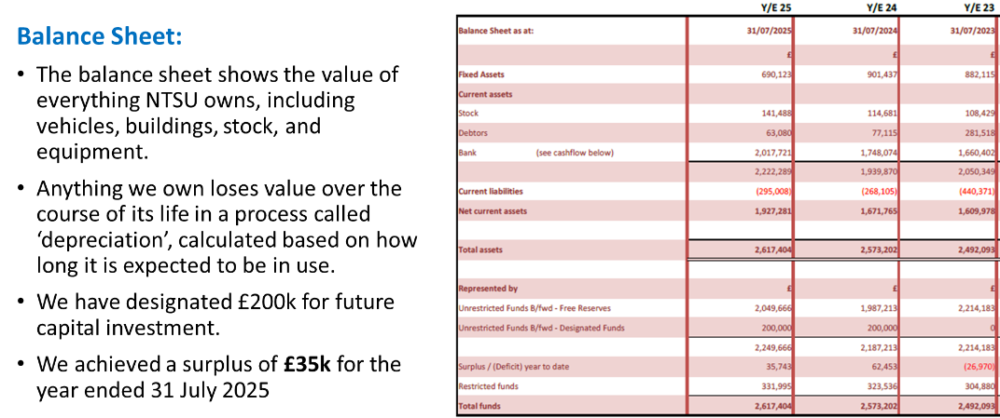 Balance Sheet:
• The balance sheet shows the value of
everything NTSU owns, including
vehicles, buildings, stock, and
equipment.
• Anything we own loses value over the
course of its life in a process called
‘depreciation’, calculated based on how
long it is expected to be in use.
• We have designated £200k for future
capital investment.
• We achieved a surplus of £35k for the
year ended 31 July 2025
Y/E 25 Y/E 24 Y/E 23
Balance Sheet as at: 31/07/2025 31/07/2024 31/07/2023
£ £ £
Fixed Assets 690,123 901,437 882,115
Current assets
Stock 141,488 114,681 108,429
Debtors 63,080 77,115 281,518
Bank (see cashflow below) 2,017,721 1,748,074 1,660,402
2,222,289 1,939,870 2,050,349
Current liabilities (295,008) (268,105) (440,371)
Net current assets 1,927,281 1,671,765 1,609,978
Total assets 2,617,404 2,573,202 2,492,093
Represented by £ £ £
Unrestricted Funds B/fwd - Free Reserves 2,049,666 1,987,213 2,214,183
Unrestricted Funds B/fwd - Designated Funds 200,000 200,000 0
2,249,666 2,187,213 2,214,183
Surplus / (Deficit) year to date 35,743 62,453 (26,970)
Restricted funds 331,995 323,536 304,880
Total funds 2,617,404 2,573,202 2,492,093